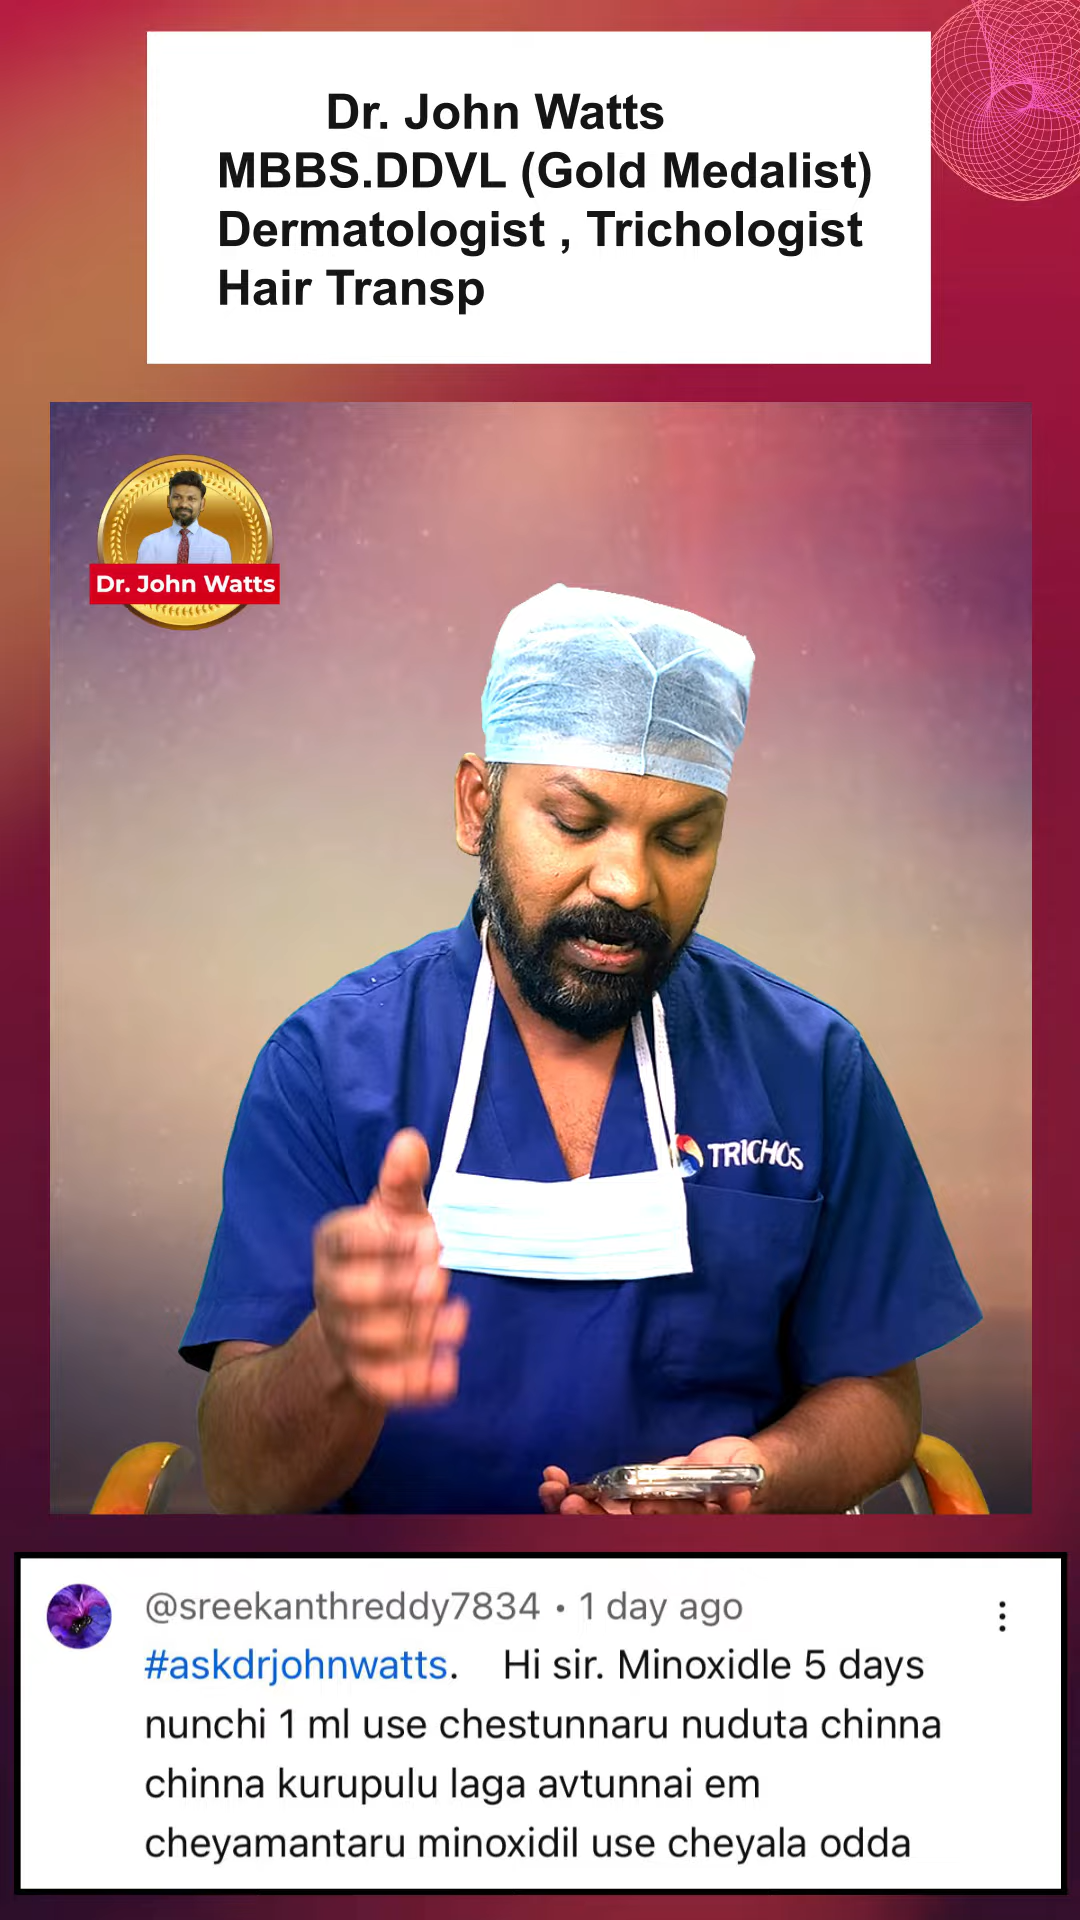 Dr. John Watts
MBBS.DDVL (Gold Medalist)
Dermatologist , Trichologist
Hair Transp
Dr. John Watts
TRICHOS
@sreekanthreddy7834 • 1 day ago
#askdrjohnwatts. Hi sir. Minoxidle 5 days
nunchi 1 ml use chestunnaru nuduta chinna
chinna kurupulu laga avtunnai em
cheyamantaru minoxidil use cheyala odda